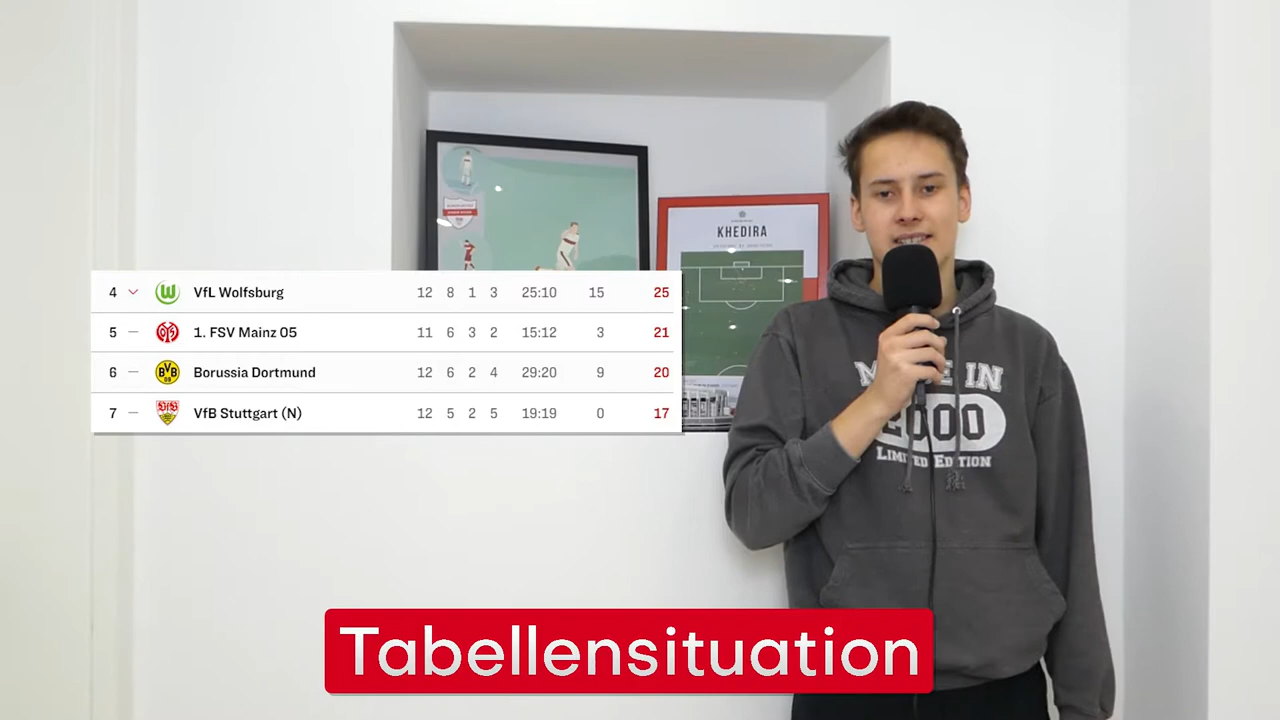 KHEDIRA
4 VfL Wolfsburg 12 8 1 3 25:10 15 25
5 1. FSV Mainz 05 11 6 3 2 15:12 3 21
6 Borussia Dortmund 12 6 2 4 29:20 9 20
7 VfB Stuttgart (N) 12 5 2 5 19:19 0 17
IN
2000
LIMITED EDITION
Tabellensituation